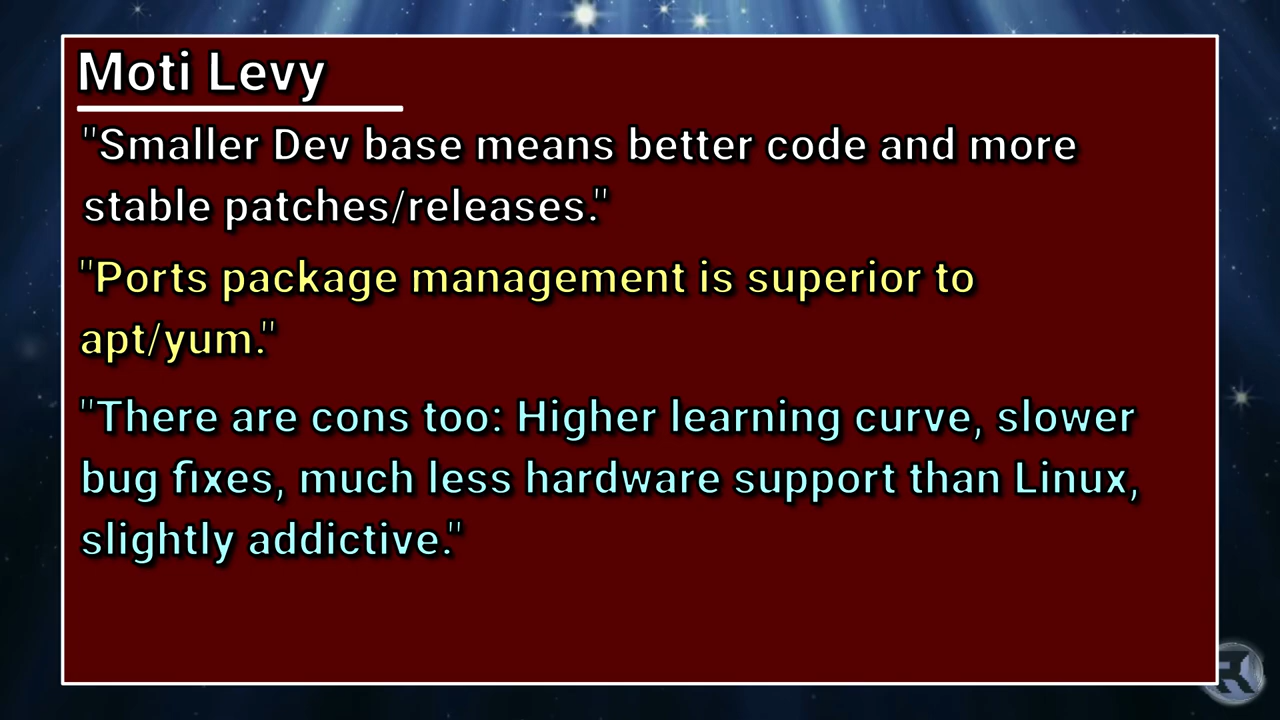 Moti Levy
"Smaller Dev base means better code and more
stable patches/releases."
"Ports package management is superior to
apt/yum."
"There are cons too: Higher learning curve, slower
bug fixes, much less hardware support than Linux,
slightly addictive."
R